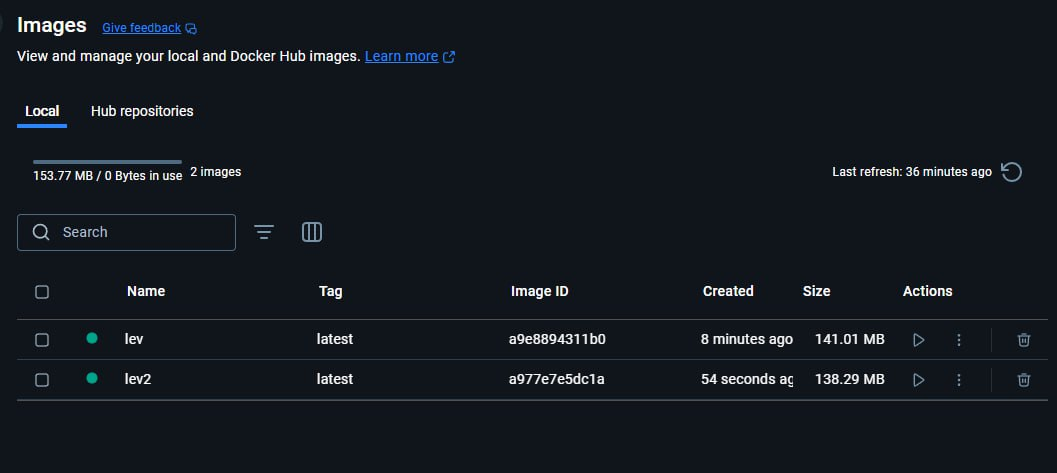 Images Give feedback
View and manage your local and Docker Hub images. Learn more
Local Hub repositories
153.77 MB / 0 Bytes in use 2 images Last refresh: 36 minutes ago
Search
Name Tag Image ID Created Size Actions
lev latest a9e8894311b0 8 minutes ago 141.01 MB
lev2 latest a977e7e5dc1a 54 seconds ag 138.29 MB